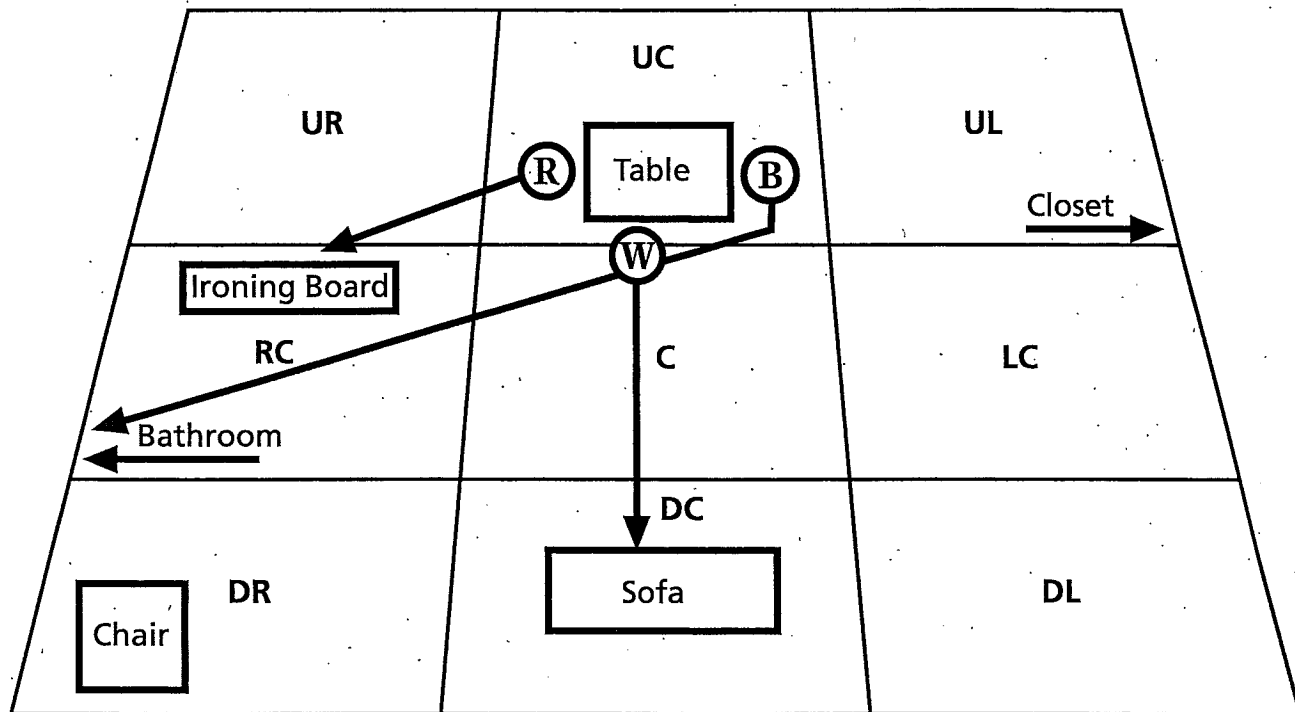 UC
UR
UL
R
Table
B
Closet
W
Ironing Board
RC
C
LC
Bathroom
DC
DR
Sofa
DL
Chair